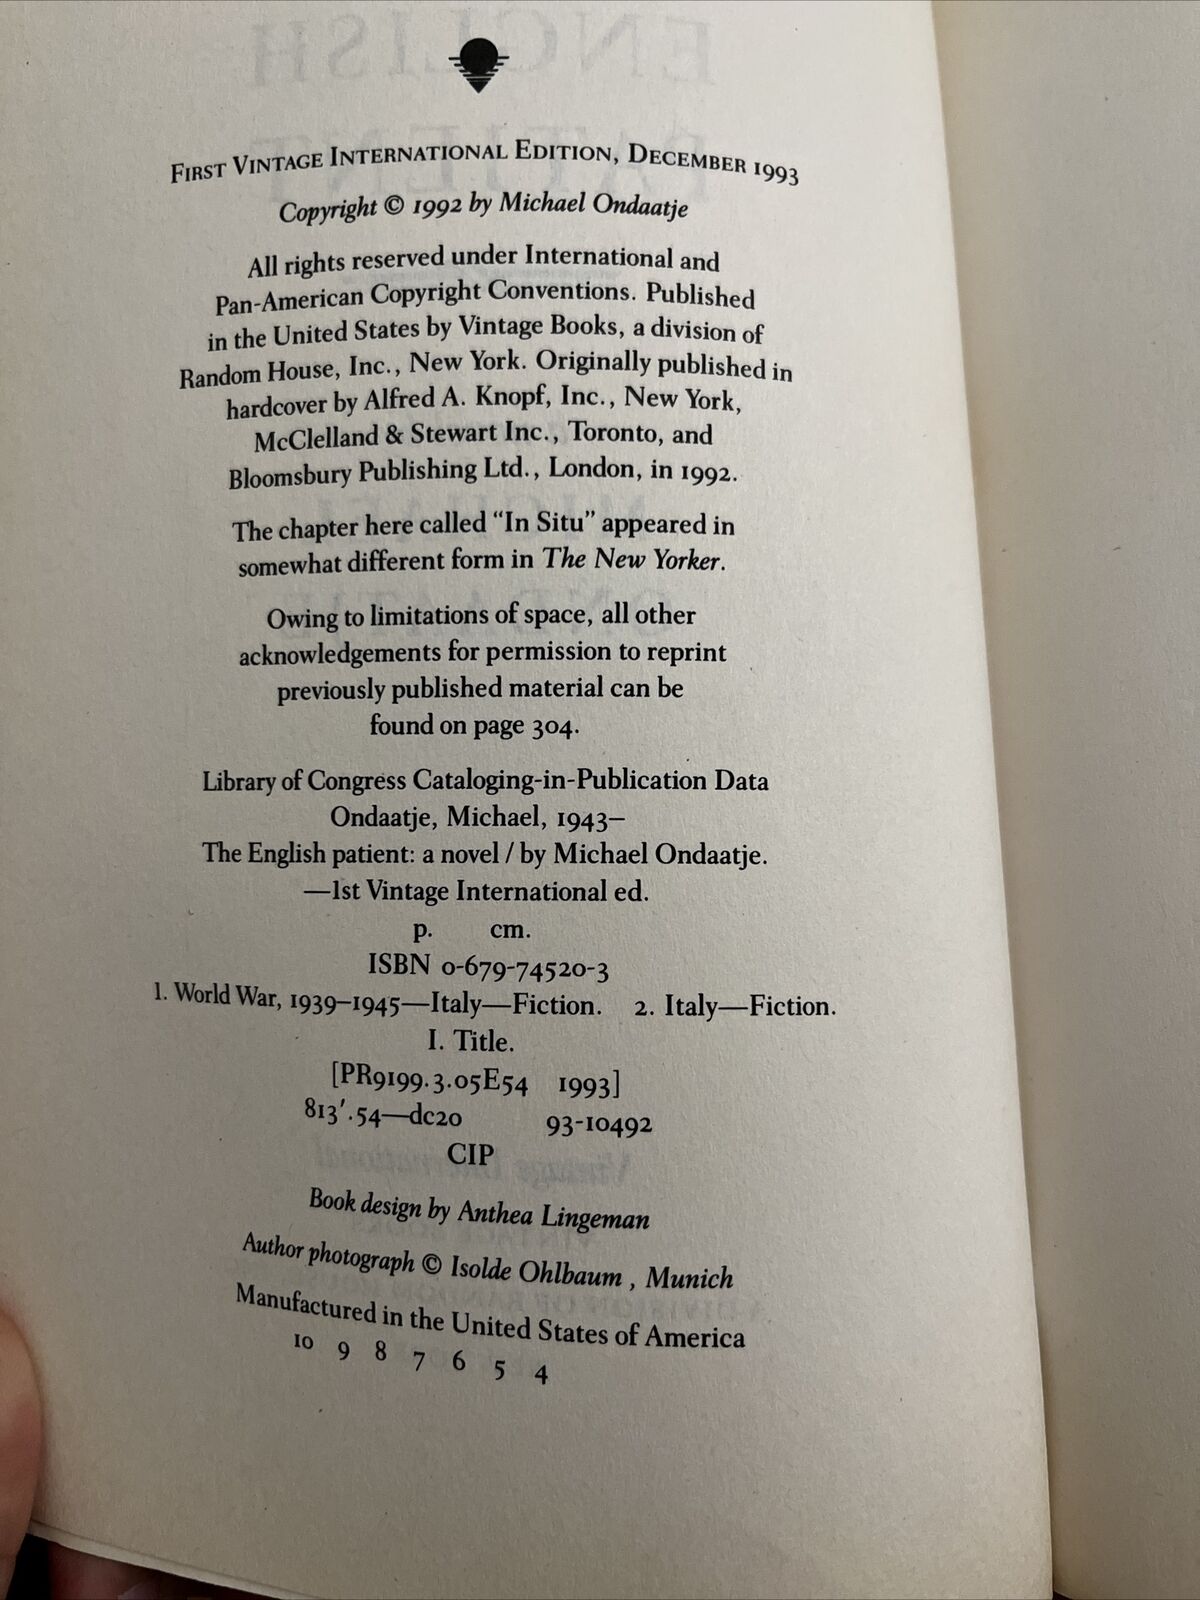 FIRST VINTAGE INTERNATIONAL EDITION, DECEMBER 1993
Copyright © 1992 by Michael Ondaatje
All rights reserved under International and
Pan-American Copyright Conventions. Published
in the United States by Vintage Books, a division of
Random House, Inc., New York. Originally published in
hardcover by Alfred A. Knopf, Inc., New York,
McClelland & Stewart Inc., Toronto, and
Bloomsbury Publishing Ltd., London, in 1992.
The chapter here called “In Situ” appeared in
somewhat different form in The New Yorker.
Owing to limitations of space, all other
acknowledgements for permission to reprint
previously published material can be
found on page 304.
Library of Congress Cataloging-in-Publication Data
Ondaatje, Michael, 1943–
The English patient: a novel / by Michael Ondaatje.
—1st Vintage International ed.
p. cm.
ISBN 0-679-74520-3
1. World War, 1939–1945—Italy—Fiction. 2. Italy—Fiction.
I. Title.
[PR9199.3.05E54 1993]
813′.54—dc20 93-10492
CIP
Book design by Anthea Lingeman
Author photograph © Isolde Ohlbaum , Munich
Manufactured in the United States of America
10 9 8 7 6 5 4